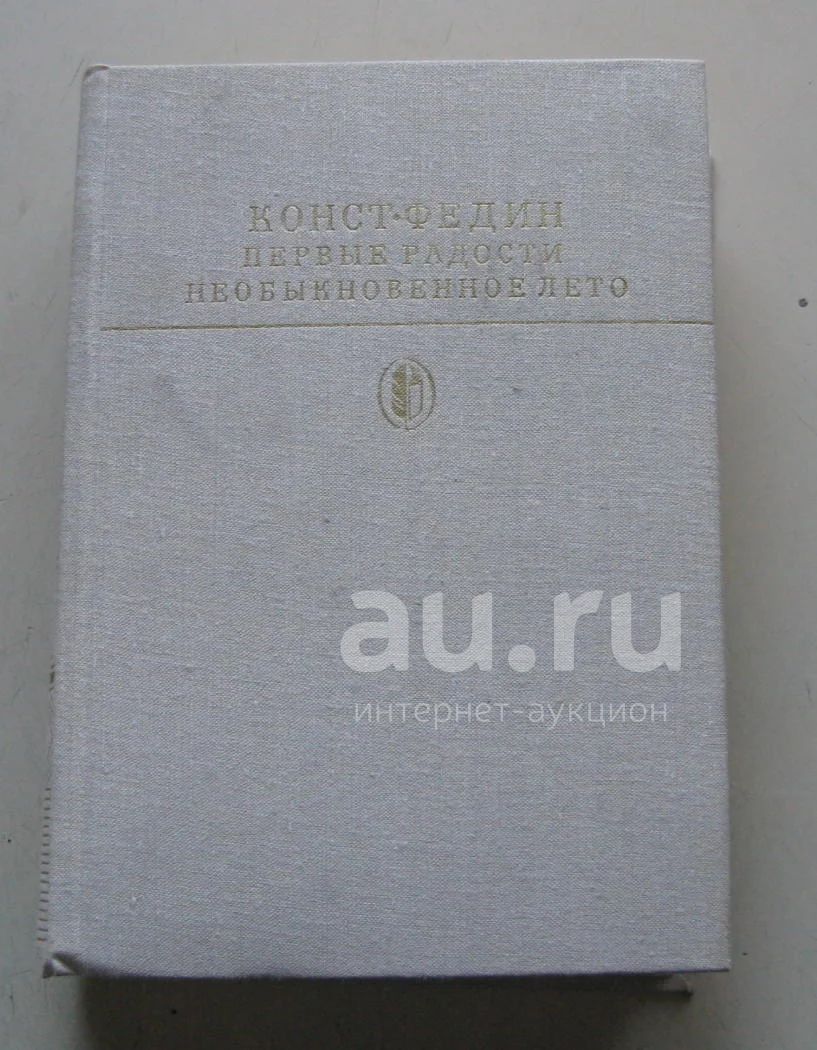 КОНСТ·ФЕДИН
ПЕРВЫЕ РАДОСТИ
НЕОБЫКНОВЕННОЕ ЛЕТО
au.ru
интернет-аукцион